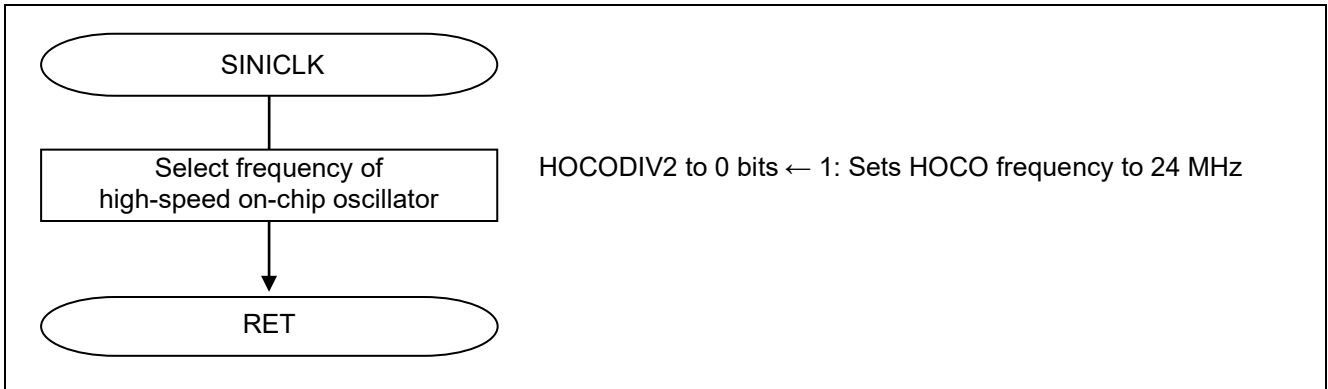 SINICLK
Select frequency of
high-speed on-chip oscillator
HOCODIV2 to 0 bits ← 1: Sets HOCO frequency to 24 MHz
RET